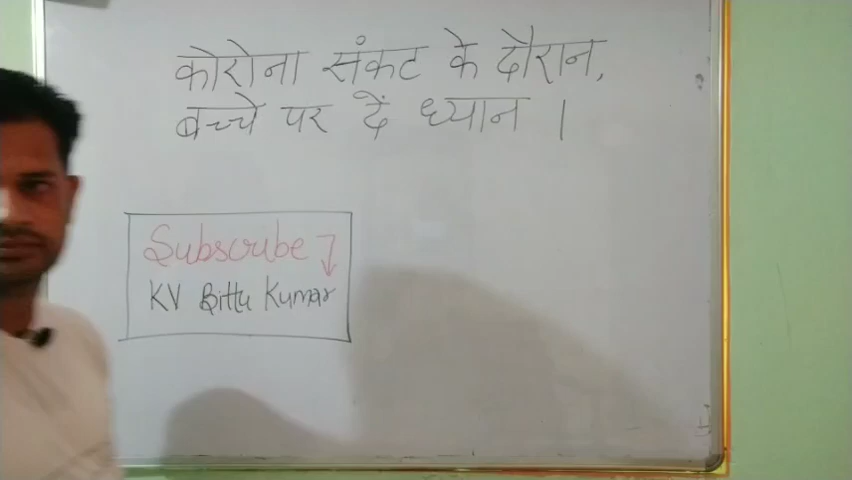 कोरोना संकट के दौरान,
बच्चे पर दें ध्यान ।
Subscribe ↓
KV Bittu Kumar